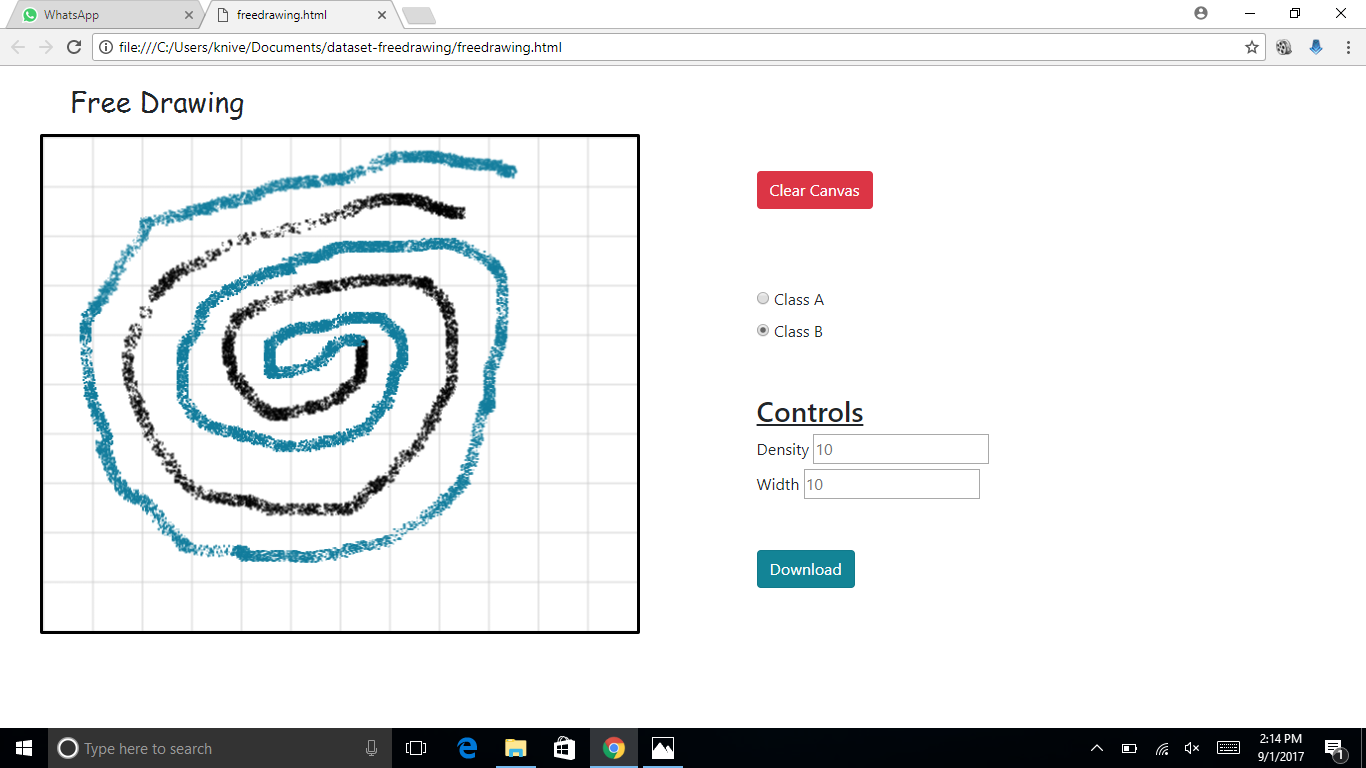 WhatsApp
freedrawing.html
file:///C:/Users/knive/Documents/dataset-freedrawing/freedrawing.html
Free Drawing
Clear Canvas
Class A
Class B
Controls
Density 10
Width 10
Download
Type here to search
2:14 PM
9/1/2017
1